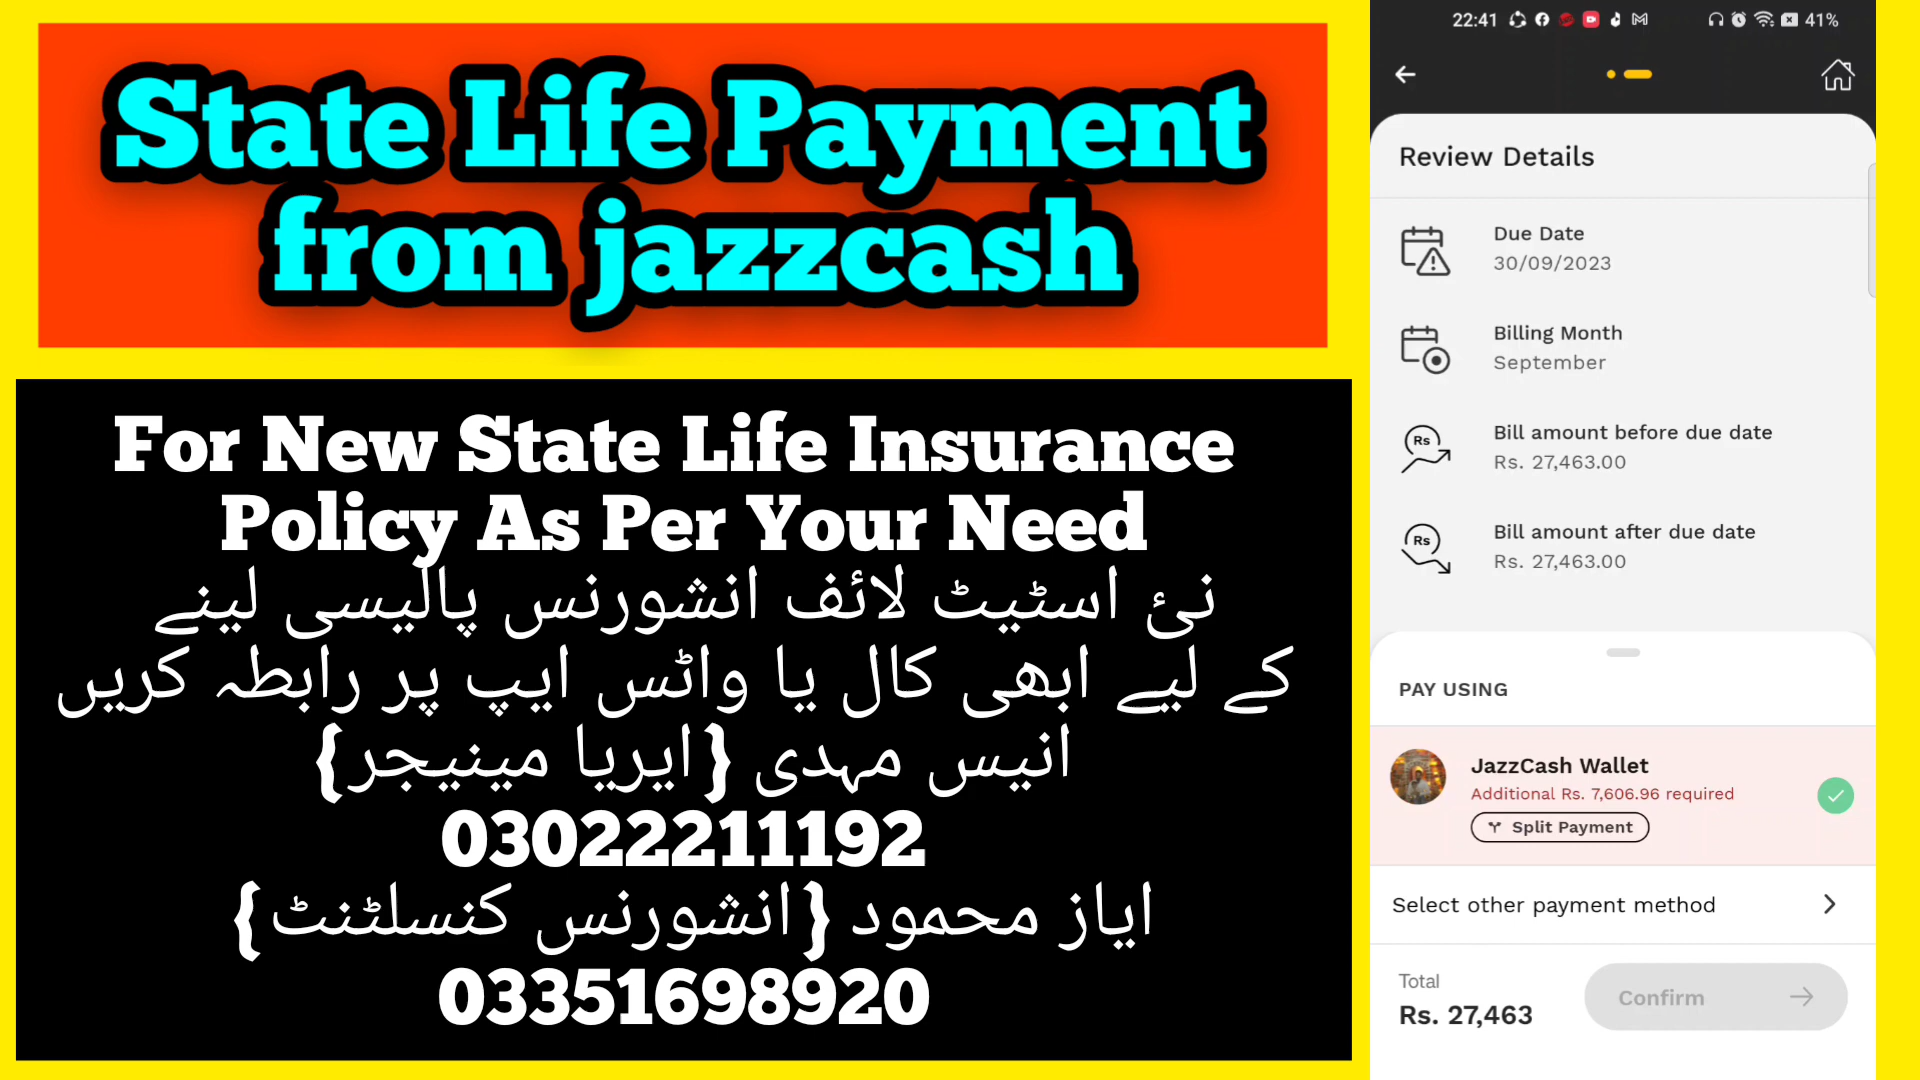 State Life Payment
from jazzcash
For New State Life Insurance
Policy As Per Your Need
نئ اسٹیٹ لائف انشورنس پالیسی لینے
کے لیے ابھی کال یا واٹس ایپ پر رابطہ کریں
انیس مہدی {ایریا مینیجر}
03022211192
ایاز محمود {انشورنس کنسلٹنٹ}
03351698920
22:41
41%
Review Details
Due Date
30/09/2023
Billing Month
September
Rs
Bill amount before due date
Rs. 27,463.00
Rs
Bill amount after due date
Rs. 27,463.00
PAY USING
JazzCash Wallet
Additional Rs. 7,606.96 required
Split Payment
Select other payment method
Total
Rs. 27,463
Confirm